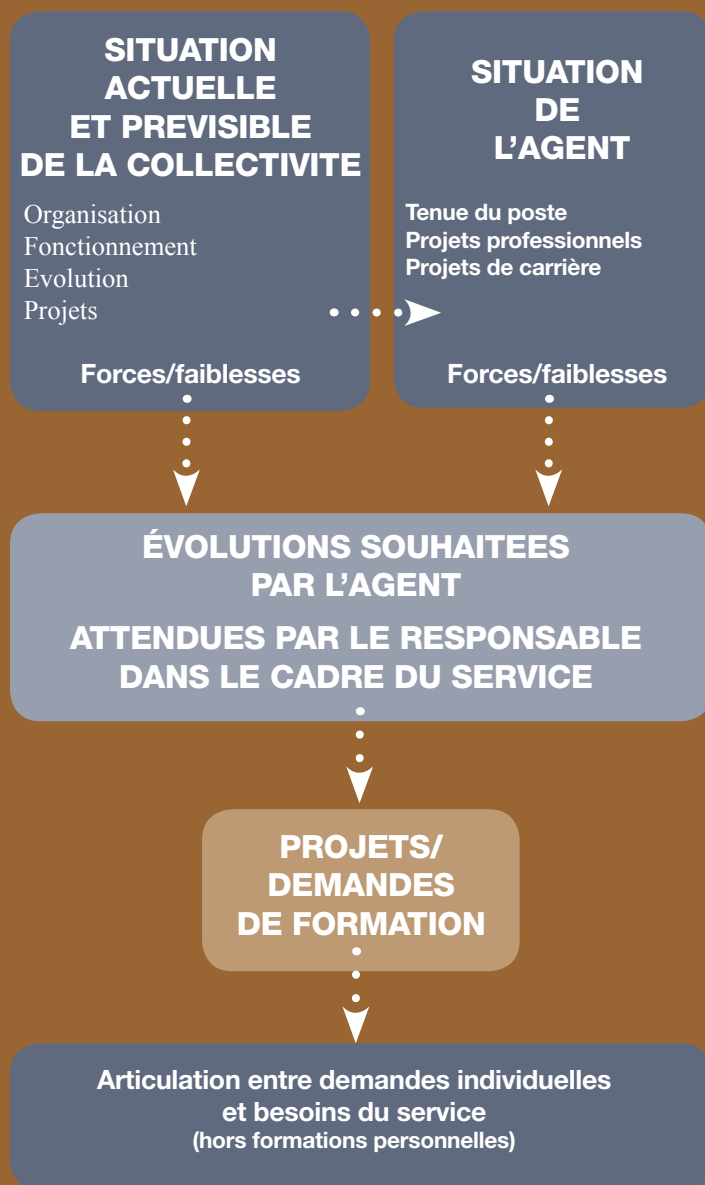 SITUATION
ACTUELLE
ET PREVISIBLE
DE LA COLLECTIVITE
Organisation
Fonctionnement
Evolution
Projets
Forces/faiblesses
SITUATION
DE
L’AGENT
Tenue du poste
Projets professionnels
Projets de carrière
Forces/faiblesses
ÉVOLUTIONS SOUHAITEES
PAR L’AGENT
ATTENDUES PAR LE RESPONSABLE
DANS LE CADRE DU SERVICE
PROJETS/
DEMANDES
DE FORMATION
Articulation entre demandes individuelles
et besoins du service
(hors formations personnelles)